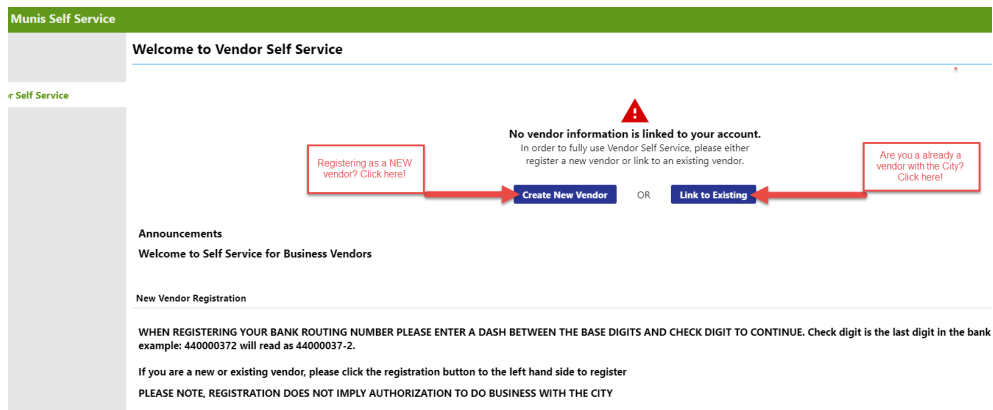 Munis Self Service
Welcome to Vendor Self Service
r Self Service
No vendor information is linked to your account.
In order to fully use Vendor Self Service, please either
register a new vendor or link to an existing vendor.
Registering as a NEW
vendor? Click here!
Are you a already a
vendor with the City?
Click here!
Create New Vendor OR Link to Existing
Announcements
Welcome to Self Service for Business Vendors
New Vendor Registration
WHEN REGISTERING YOUR BANK ROUTING NUMBER PLEASE ENTER A DASH BETWEEN THE BASE DIGITS AND CHECK DIGIT TO CONTINUE. Check digit is the last digit in the bank
example: 440000372 will read as 44000037-2.
If you are a new or existing vendor, please click the registration button to the left hand side to register
PLEASE NOTE, REGISTRATION DOES NOT IMPLY AUTHORIZATION TO DO BUSINESS WITH THE CITY